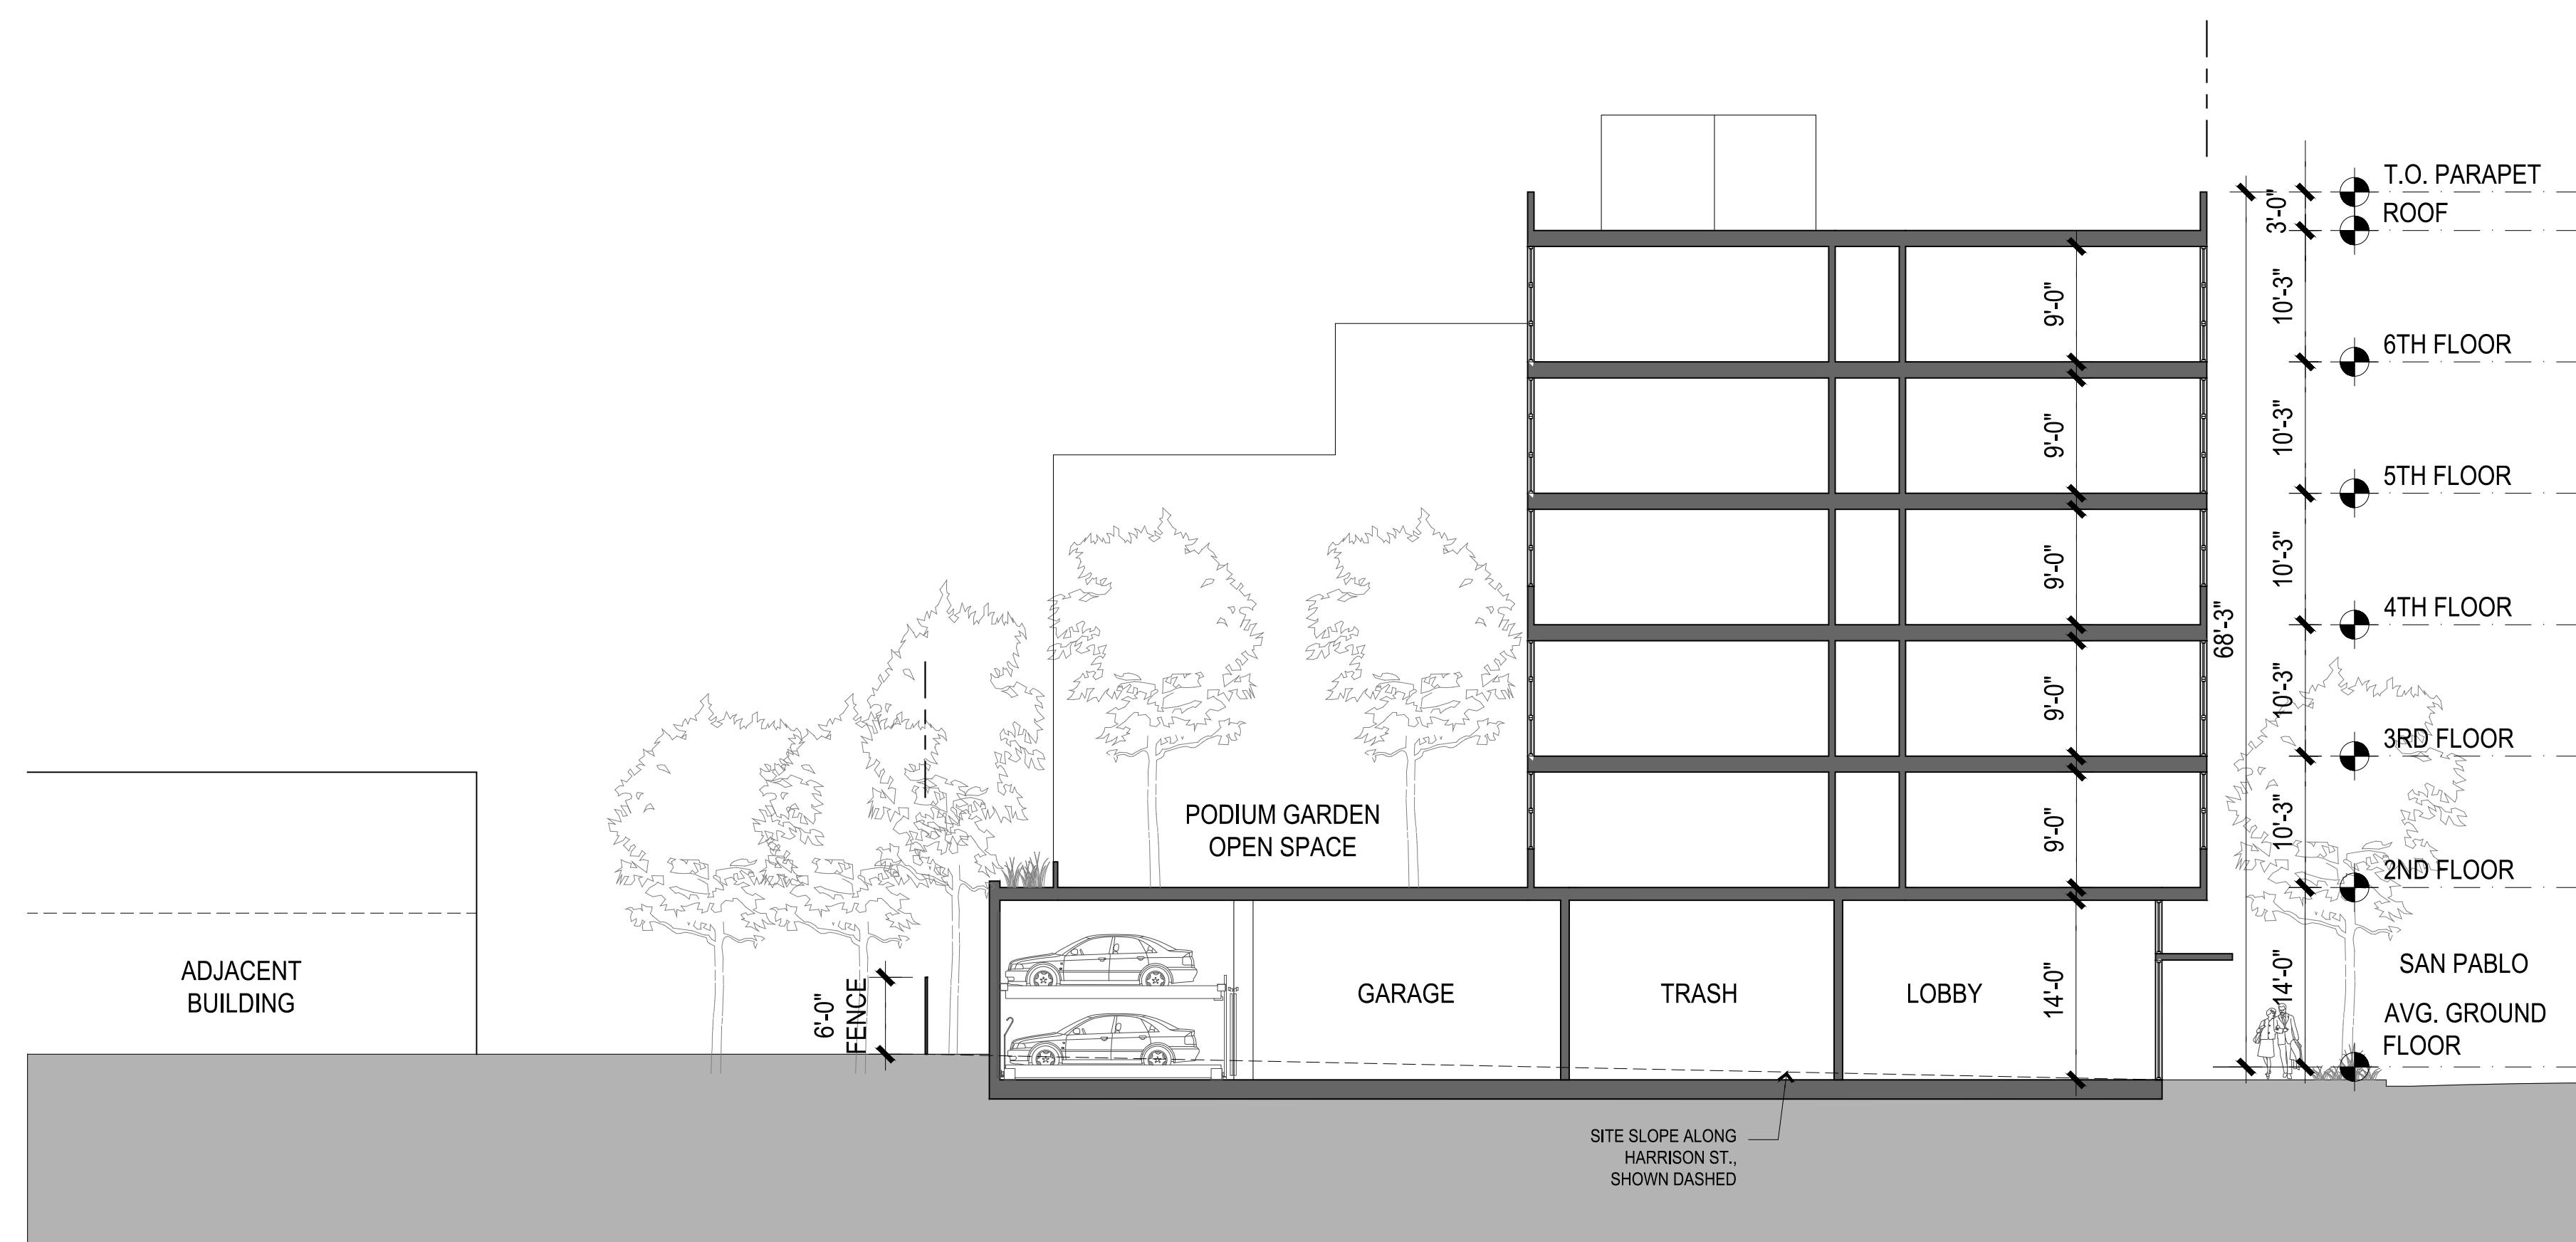 T.O. PARAPET
3'-0"
ROOF
10'-3"
9'-0"
6TH FLOOR
10'-3"
9'-0"
5TH FLOOR
10'-3"
9'-0"
4TH FLOOR
68'-3"
10'-3"
9'-0"
3RD FLOOR
10'-3"
9'-0"
2ND FLOOR
PODIUM GARDEN
OPEN SPACE
ADJACENT
BUILDING
6'-0"
FENCE
GARAGE
TRASH
LOBBY
14'-0"
14'-0"
SAN PABLO
AVG. GROUND
FLOOR
SITE SLOPE ALONG
HARRISON ST.,
SHOWN DASHED